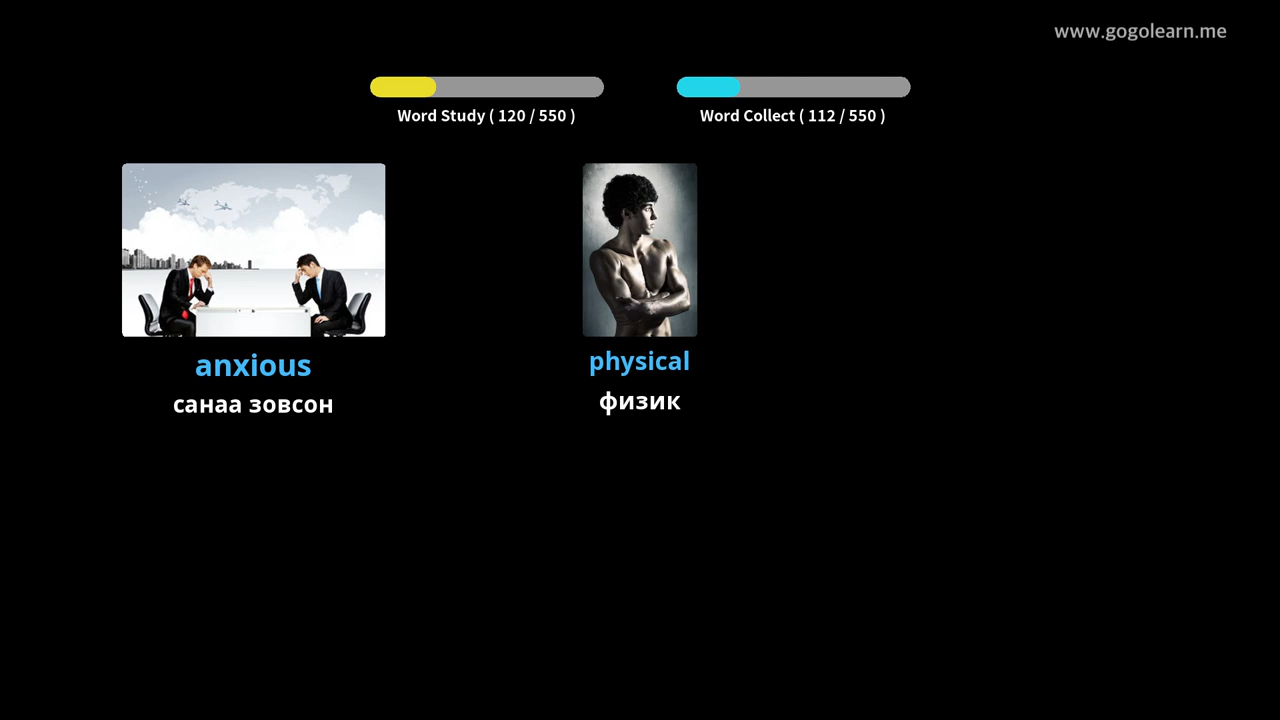 www.gogolearn.me
Word Study ( 120 / 550 )
Word Collect ( 112 / 550 )
anxious
санаа зовсон
physical
физик